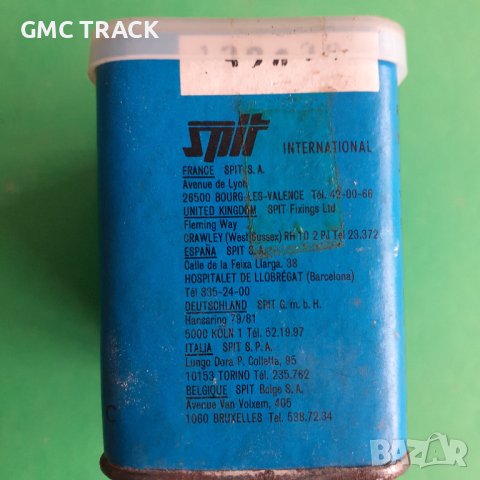 GMC TRACK
Spit
INTERNATIONAL
FRANCE SPIT S.A.
Avenue de Lyon
26500 BOURG-LES-VALENCE Tél. 42-00-66
UNITED KINGDOM SPIT Fixings Ltd
Fleming Way
CRAWLEY (West Sussex) RH 10 2 PJ Tel 23.372
ESPAÑA SPIT S.A.
Calle de la Feixa Llarga. 38
HOSPITALET DE LLOBRÉGAT (Barcelona)
Tél 335-24-00
DEUTSCHLAND SPIT G.m.b.H.
Hansaring 79/81
5000 KÖLN 1 Tél. 52.19.97
ITALIA SPIT S.P.A.
Lungo Dora P. Colletta, 95
10153 TORINO Tél. 235.762
BELGIQUE SPIT Belge S.A.
Avenue Van Volxem, 405
1060 BRUXELLES Tel. 538.72.34
C
BAZAR